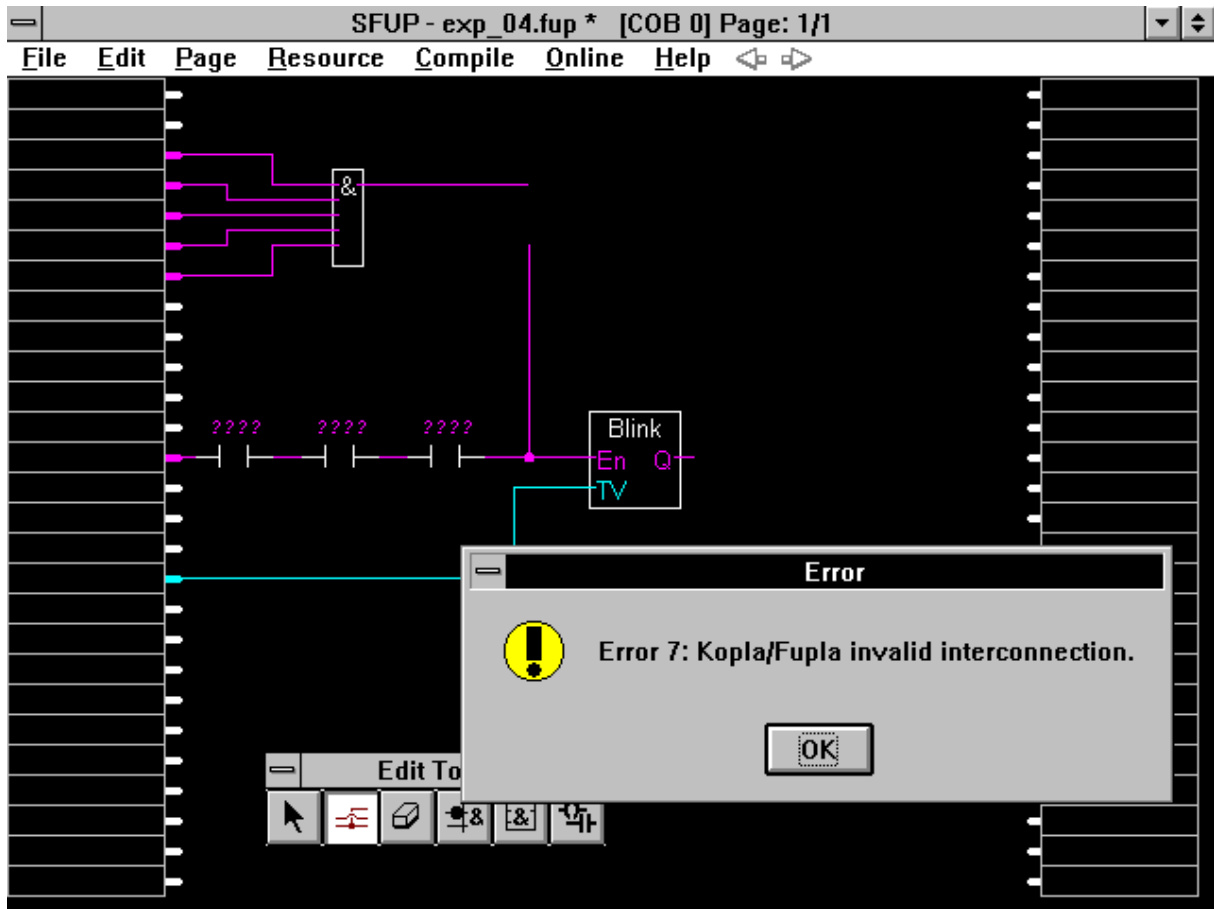 SFUP - exp_04.fup * [COB 0] Page: 1/1
File Edit Page Resource Compile Online Help
&
???? ???? ???? Blink
En Q
TV
Error
Error 7: Kopla/Fupla invalid interconnection.
OK
Edit To
& &